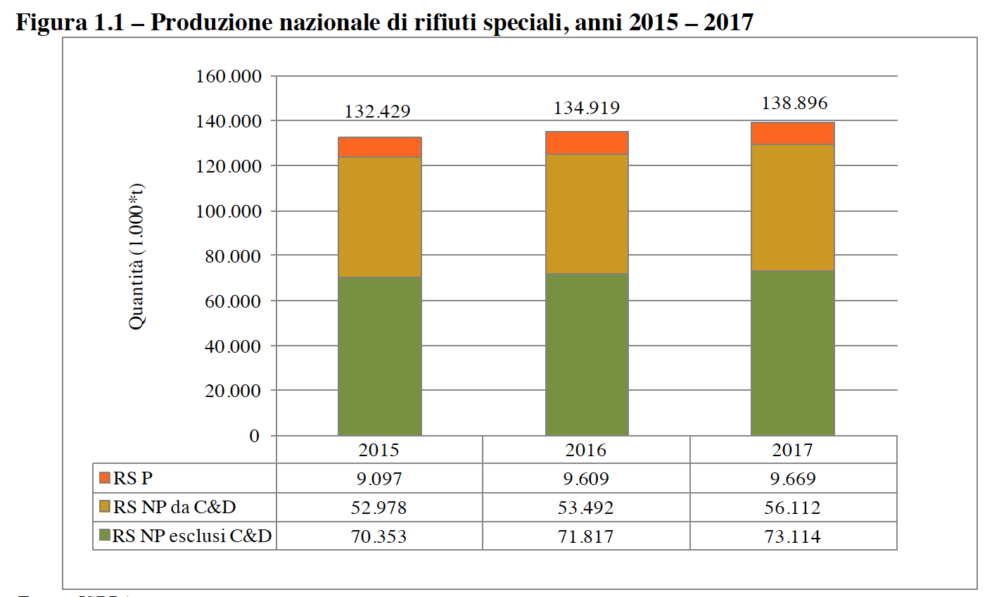 Figura 1.1 – Produzione nazionale di rifiuti speciali, anni 2015 – 2017
160.000
140.000
120.000
100.000
80.000
60.000
40.000
20.000
0
Quantità (1.000*t)
132.429 134.919 138.896
2015 2016 2017
RS P 9.097 9.609 9.669
RS NP da C&D 52.978 53.492 56.112
RS NP esclusi C&D 70.353 71.817 73.114